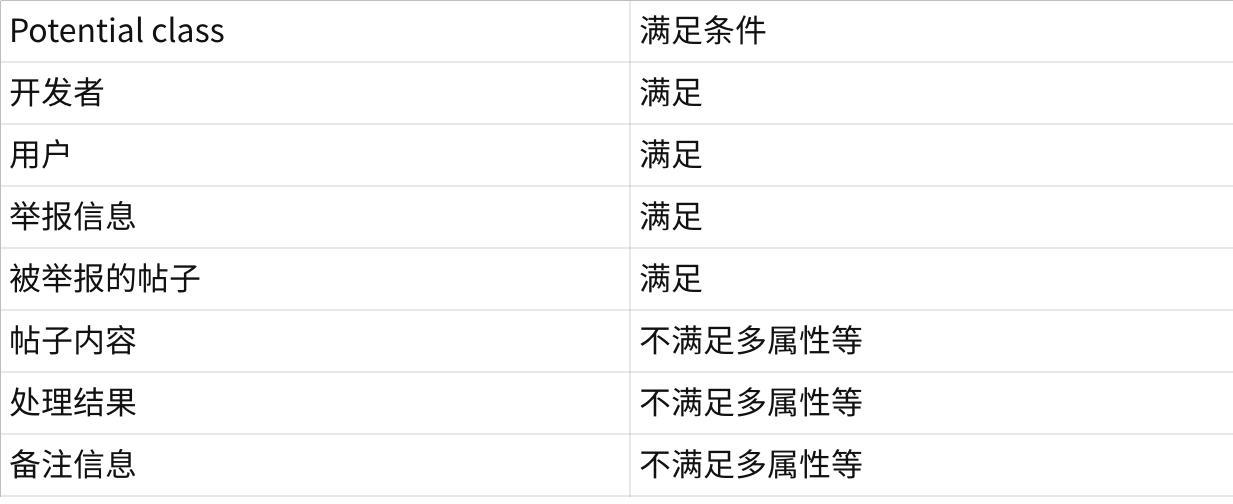 Potential class 满足条件
开发者 满足
用户 满足
举报信息 满足
被举报的帖子 满足
帖子内容 不满足多属性等
处理结果 不满足多属性等
备注信息 不满足多属性等